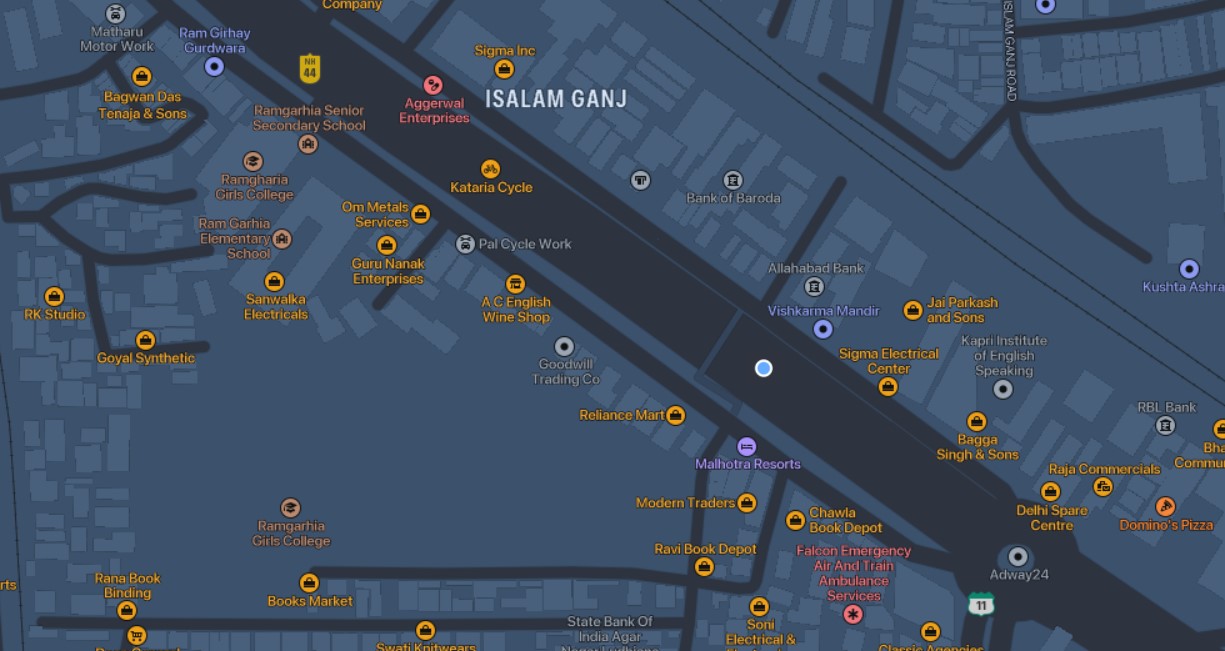 Company
Matharu
Motor Work
Ram Girhay
Gurdwara
NH
44
Sigma Inc
ISLAM GANJ ROAD
Bagwan Das
Tenaja & Sons
Aggerwal
Enterprises
ISALAM GANJ
Ramgarhia Senior
Secondary School
Ramgharia
Girls College
Kataria Cycle
Bank of Baroda
Om Metals
Services
Ram Garhia
Elementary
School
Pal Cycle Work
Guru Nanak
Enterprises
Allahabad Bank
Kushta Ashra
RK Studio
Sanwalka
Electricals
A C English
Wine Shop
Vishkarma Mandir
Jai Parkash
and Sons
Goyal Synthetic
Goodwill
Trading Co
Sigma Electrical
Center
Kapri Institute
of English
Speaking
Reliance Mart
RBL Bank
Bagga
Singh & Sons
Bha
Commun
Malhotra Resorts
Raja Commercials
Modern Traders
Chawla
Book Depot
Delhi Spare
Centre
Domino's Pizza
Ramgarhia
Girls College
Ravi Book Depot
Falcon Emergency
Air And Train
Ambulance
Services
Adway24
rts
Rana Book
Binding
Books Market
11
State Bank Of
India Agar
Soni
Electrical &
Swati Knitwears
Classic Agencies